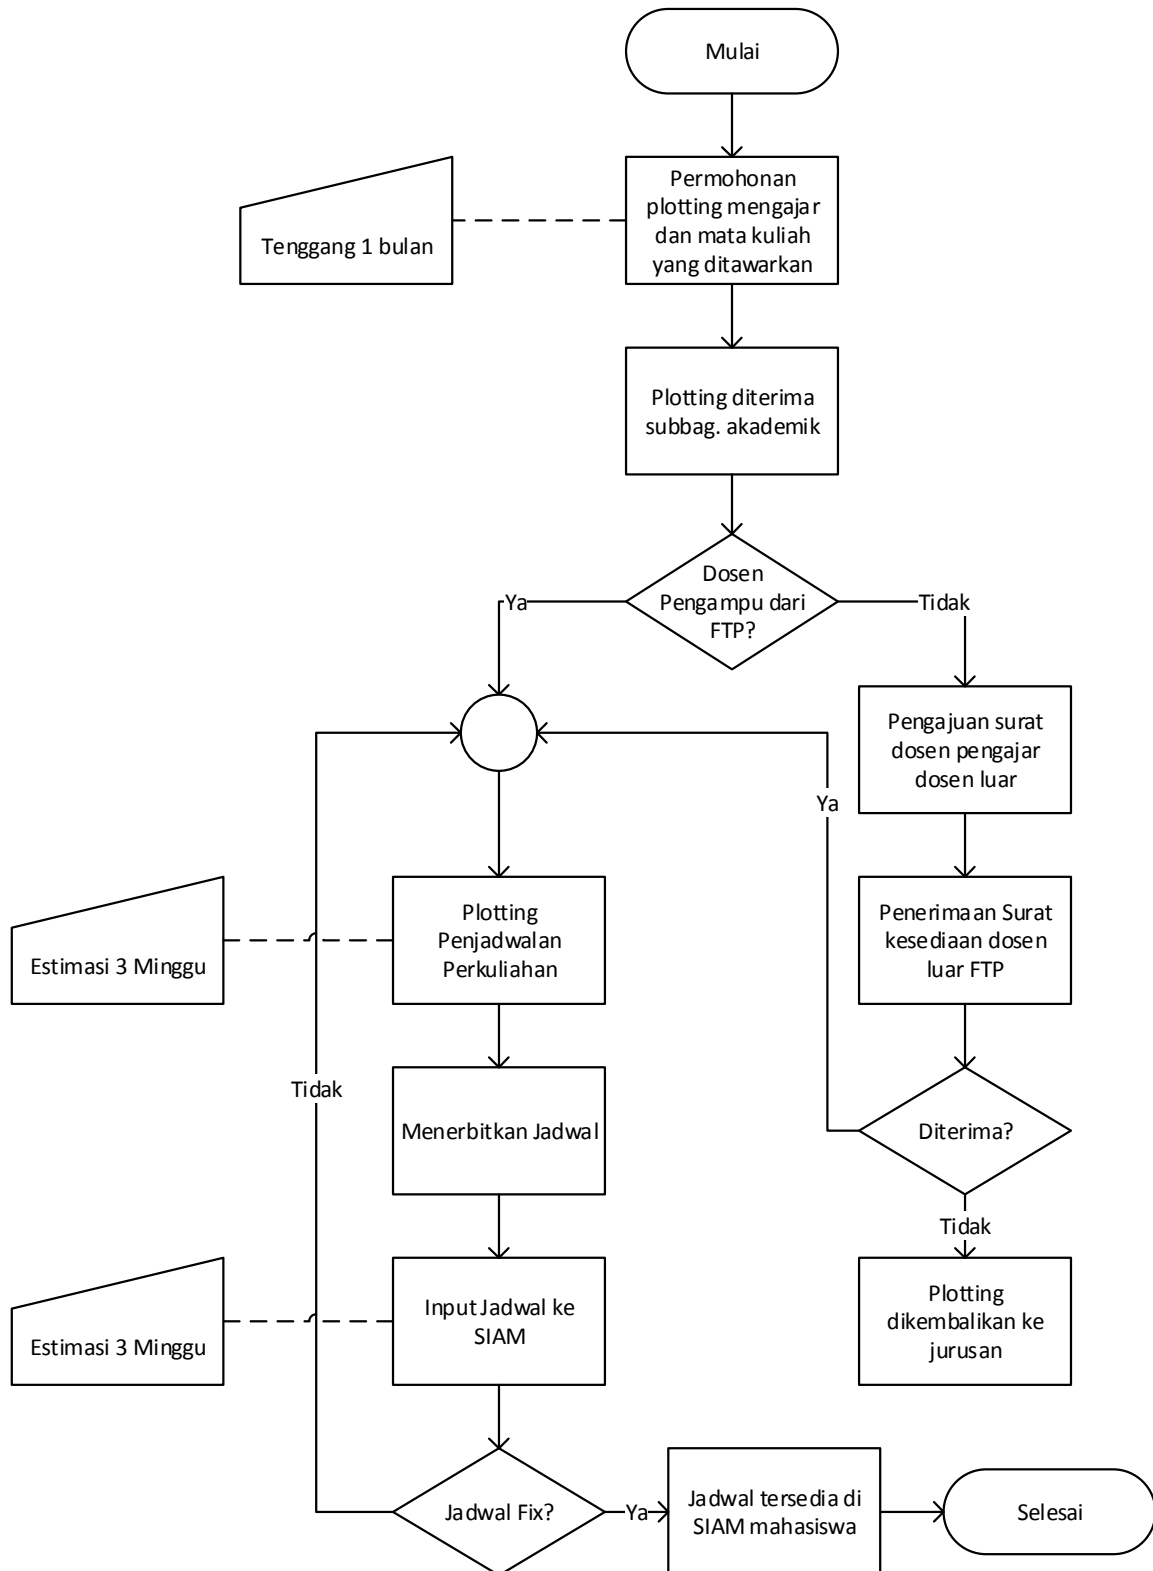 Mulai
Permohonan
plotting mengajar
dan mata kuliah
yang ditawarkan
Tenggang 1 bulan
Plotting diterima
subbag. akademik
Dosen
Pengampu dari
FTP?
Ya
Tidak
Pengajuan surat
dosen pengajar
dosen luar
Ya
Plotting
Penjadwalan
Perkuliahan
Estimasi 3 Minggu
Penerimaan Surat
kesediaan dosen
luar FTP
Tidak
Menerbitkan Jadwal
Diterima?
Tidak
Input Jadwal ke
SIAM
Estimasi 3 Minggu
Plotting
dikembalikan ke
jurusan
Jadwal Fix?
Ya
Jadwal tersedia di
SIAM mahasiswa
Selesai